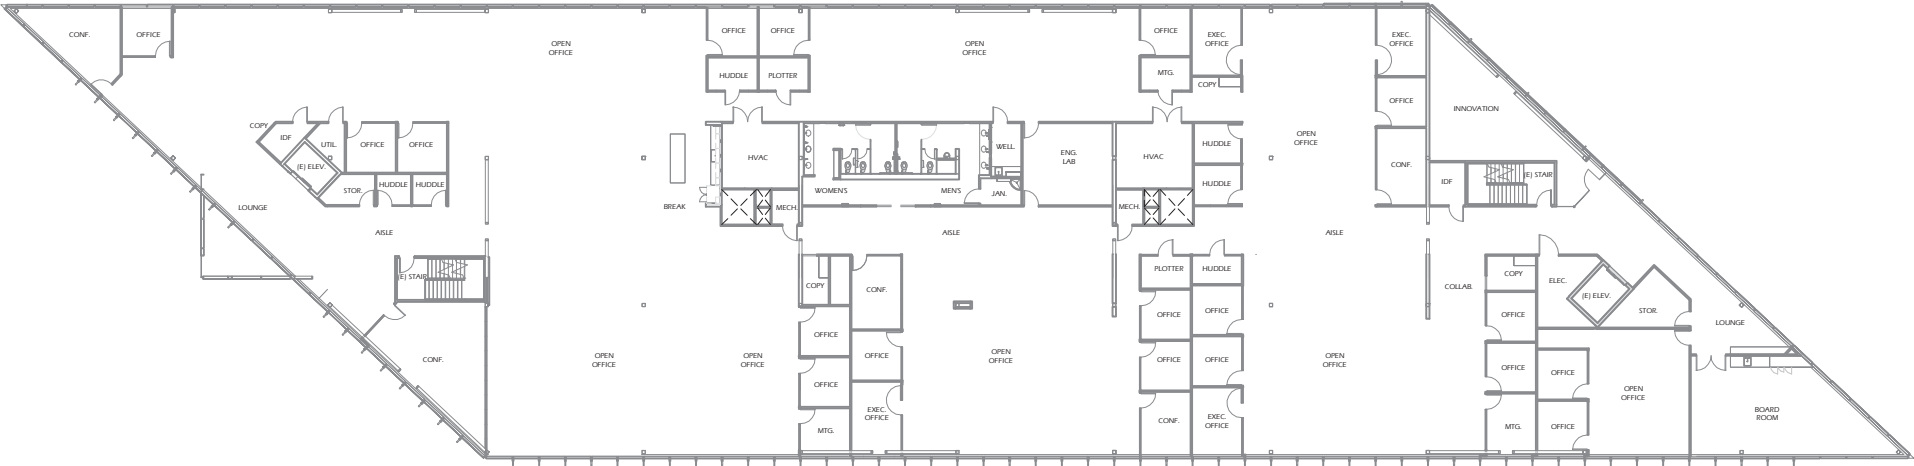 CONF.
OFFICE
OPEN
OFFICE
OFFICE
OFFICE
OPEN
OFFICE
OFFICE
EXEC.
OFFICE
EXEC.
OFFICE
HUDDLE
PLOTTER
MTG.
COPY
OFFICE
INNOVATION
COPY
IDF
UTIL.
OFFICE
OFFICE
(E) ELEV.
STOR.
HUDDLE
HUDDLE
HVAC
WELL.
ENG.
LAB
HVAC
HUDDLE
OPEN
OFFICE
CONF.
HUDDLE
IDF
(E) STAIR
WOMEN'S
MEN'S
JAN.
LOUNGE
BREAK
MECH.
MECH.
AISLE
AISLE
AISLE
(E) STAIR
COPY
CONF.
PLOTTER
HUDDLE
COLLAB.
COPY
ELEC.
(E) ELEV.
STOR.
LOUNGE
OFFICE
OFFICE
OFFICE
OFFICE
CONF.
OPEN
OFFICE
OPEN
OFFICE
OFFICE
OPEN
OFFICE
OFFICE
OFFICE
OPEN
OFFICE
OFFICE
OFFICE
OFFICE
OPEN
OFFICE
EXEC.
OFFICE
MTG.
CONF.
EXEC.
OFFICE
MTG.
OFFICE
BOARD
ROOM